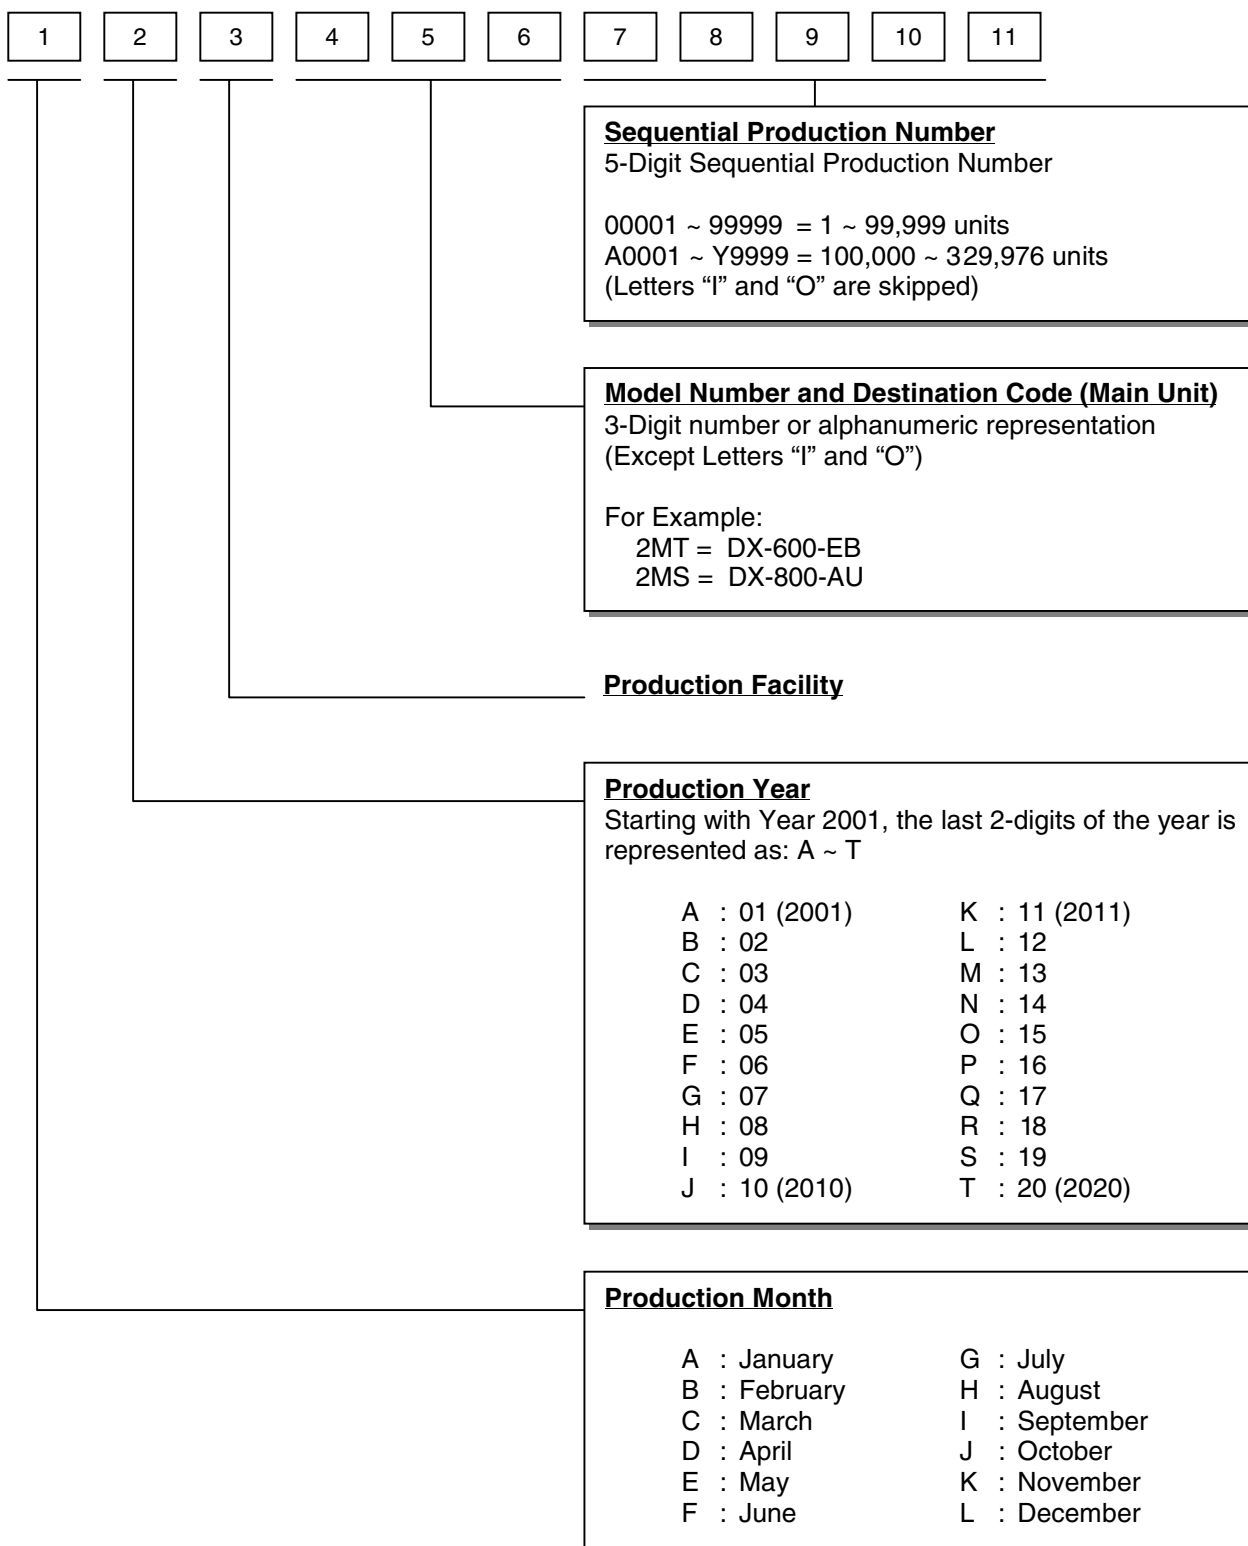 1 2 3 4 5 6 7 8 9 10 11
Sequential Production Number
5-Digit Sequential Production Number
00001 ~ 99999 = 1 ~ 99,999 units
A0001 ~ Y9999 = 100,000 ~ 329,976 units
(Letters “I” and “O” are skipped)
Model Number and Destination Code (Main Unit)
3-Digit number or alphanumeric representation
(Except Letters “I” and “O”)
For Example:
2MT = DX-600-EB
2MS = DX-800-AU
Production Facility
Production Year
Starting with Year 2001, the last 2-digits of the year is
represented as: A ~ T
A : 01 (2001) K : 11 (2011)
B : 02 L : 12
C : 03 M : 13
D : 04 N : 14
E : 05 O : 15
F : 06 P : 16
G : 07 Q : 17
H : 08 R : 18
I : 09 S : 19
J : 10 (2010) T : 20 (2020)
Production Month
A : January G : July
B : February H : August
C : March I : September
D : April J : October
E : May K : November
F : June L : December